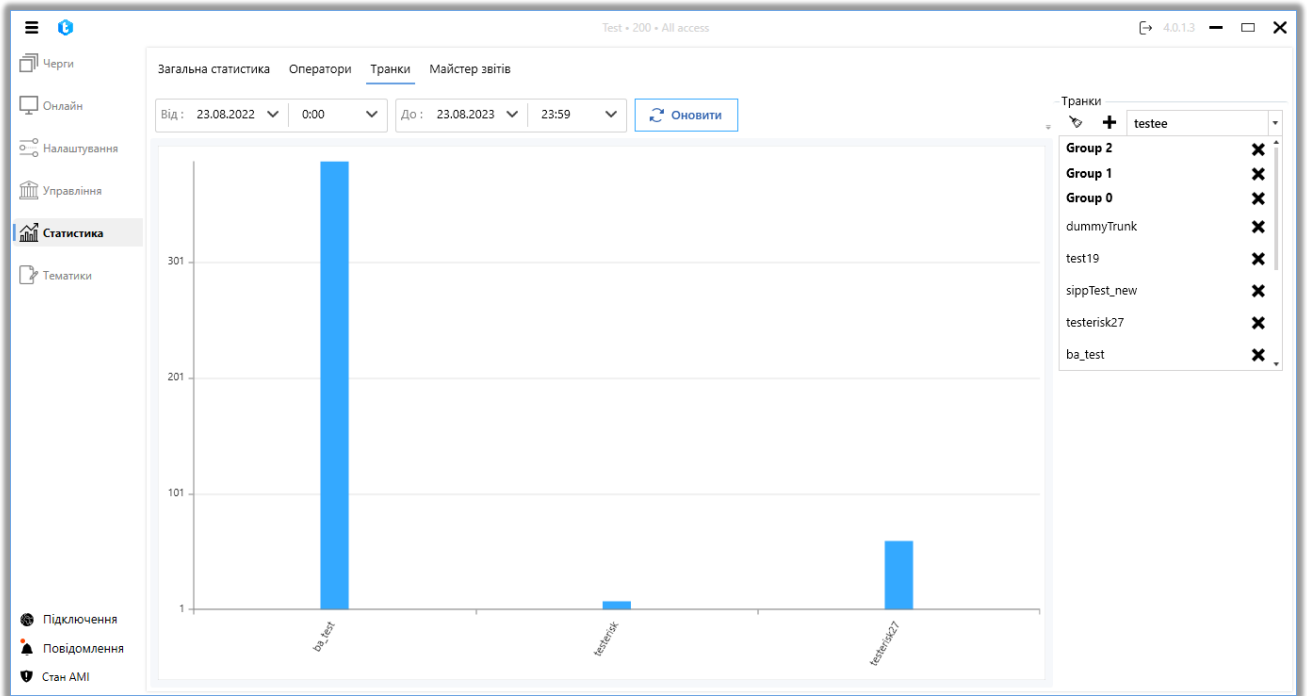 Test • 200 • All access
4.0.1.3
Черги
Онлайн
Налаштування
Управління
Статистика
Тематики
Підключення
Повідомлення
Стан АМІ
Загальна статистика Оператори Транки Майстер звітів
Від : 23.08.2022 0:00 До : 23.08.2023 23:59 Оновити
301
201
101
1
ba_test
testerisk
testerisk27
Транки
testee
Group 2
Group 1
Group 0
dummyTrunk
test19
sippTest_new
testerisk27
ba_test